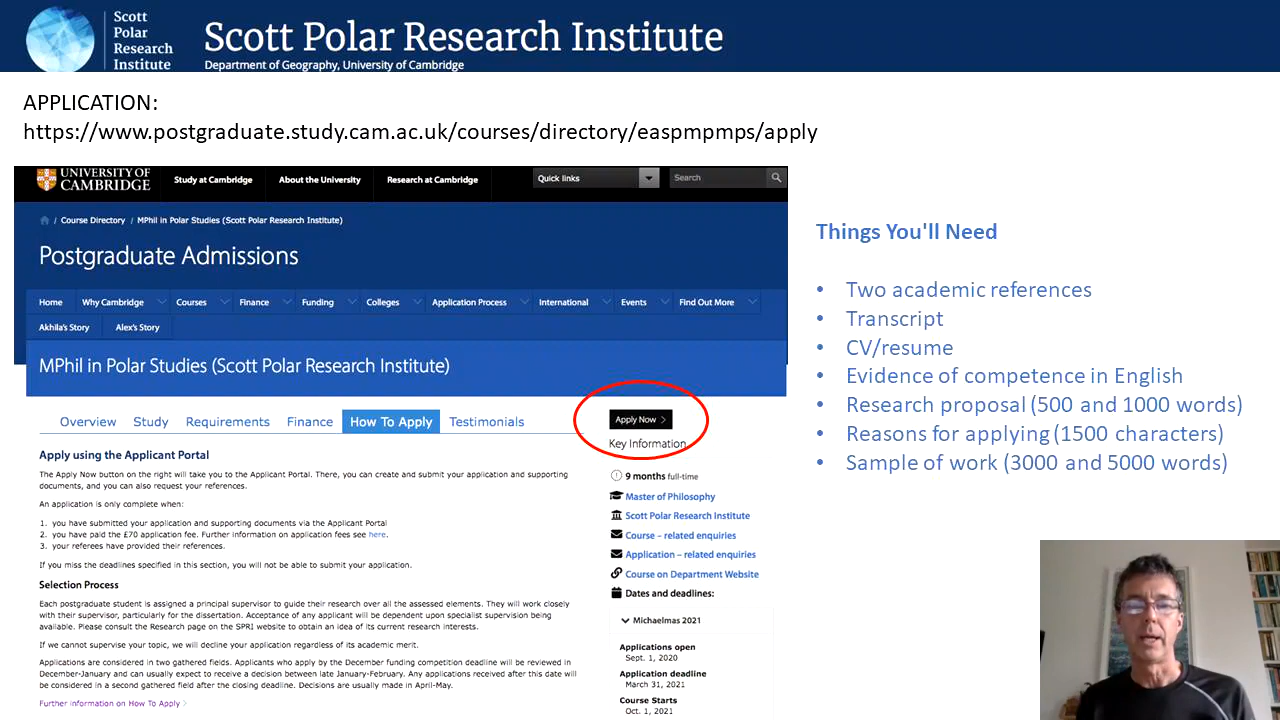 Scott
Polar
Research
Institute
Scott Polar Research Institute
Department of Geography, University of Cambridge
APPLICATION:
https://www.postgraduate.study.cam.ac.uk/courses/directory/easpmpmps/apply
UNIVERSITY OF
CAMBRIDGE
Study at Cambridge
About the University
Research at Cambridge
Quick links
Search
/ Course Directory / MPhil in Polar Studies (Scott Polar Research Institute)
Postgraduate Admissions
Home Why Cambridge Courses Finance Funding Colleges Application Process International Events Find Out More
Akhila's Story Alex's Story
MPhil in Polar Studies (Scott Polar Research Institute)
Overview Study Requirements Finance How To Apply Testimonials
Apply using the Applicant Portal
The Apply Now button on the right will take you to the Applicant Portal. There, you can create and submit your application and supporting
documents, and you can also request your references.
An application is only complete when:
1. you have submitted your application and supporting documents via the Applicant Portal
2. you have paid the £70 application fee. Further information on application fees see here.
3. your referees have provided their references.
If you miss the deadlines specified in this section, you will not be able to submit your application.
Selection Process
Each postgraduate student is assigned a principal supervisor to guide their research over all the assessed elements. They will work closely
with their supervisor, particularly for the dissertation. Acceptance of any applicant will be dependent upon specialist supervision being
available. Please consult the Research page on the SPRI website to obtain an idea of its current research interests.
If we cannot supervise your topic, we will decline your application regardless of its academic merit.
Applications are considered in two gathered fields. Applicants who apply by the December funding competition deadline will be reviewed in
December-January and can usually expect to receive a decision between late January-February. Any applications received after this date will
be considered in a second gathered field after the closing deadline. Decisions are usually made in April-May.
Further information on How To Apply >
Apply Now >
Key Information
9 months full-time
Master of Philosophy
Scott Polar Research Institute
Course – related enquiries
Application – related enquiries
Course on Department Website
Dates and deadlines:
Michaelmas 2021
Applications open
Sept. 1, 2020
Application deadline
March 31, 2021
Course Starts
Oct. 1, 2021
Things You'll Need
• Two academic references
• Transcript
• CV/resume
• Evidence of competence in English
• Research proposal (500 and 1000 words)
• Reasons for applying (1500 characters)
• Sample of work (3000 and 5000 words)